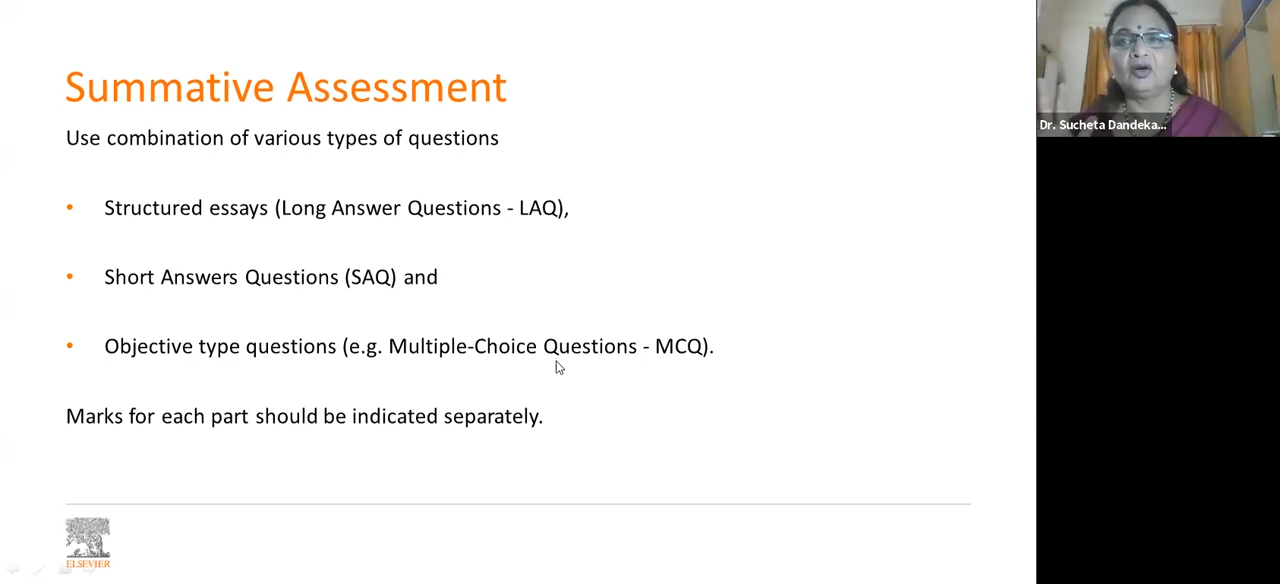 Summative Assessment
Use combination of various types of questions
• Structured essays (Long Answer Questions - LAQ),
• Short Answers Questions (SAQ) and
• Objective type questions (e.g. Multiple-Choice Questions - MCQ).
Marks for each part should be indicated separately.
ELSEVIER
Dr. Sucheta Dandeka...